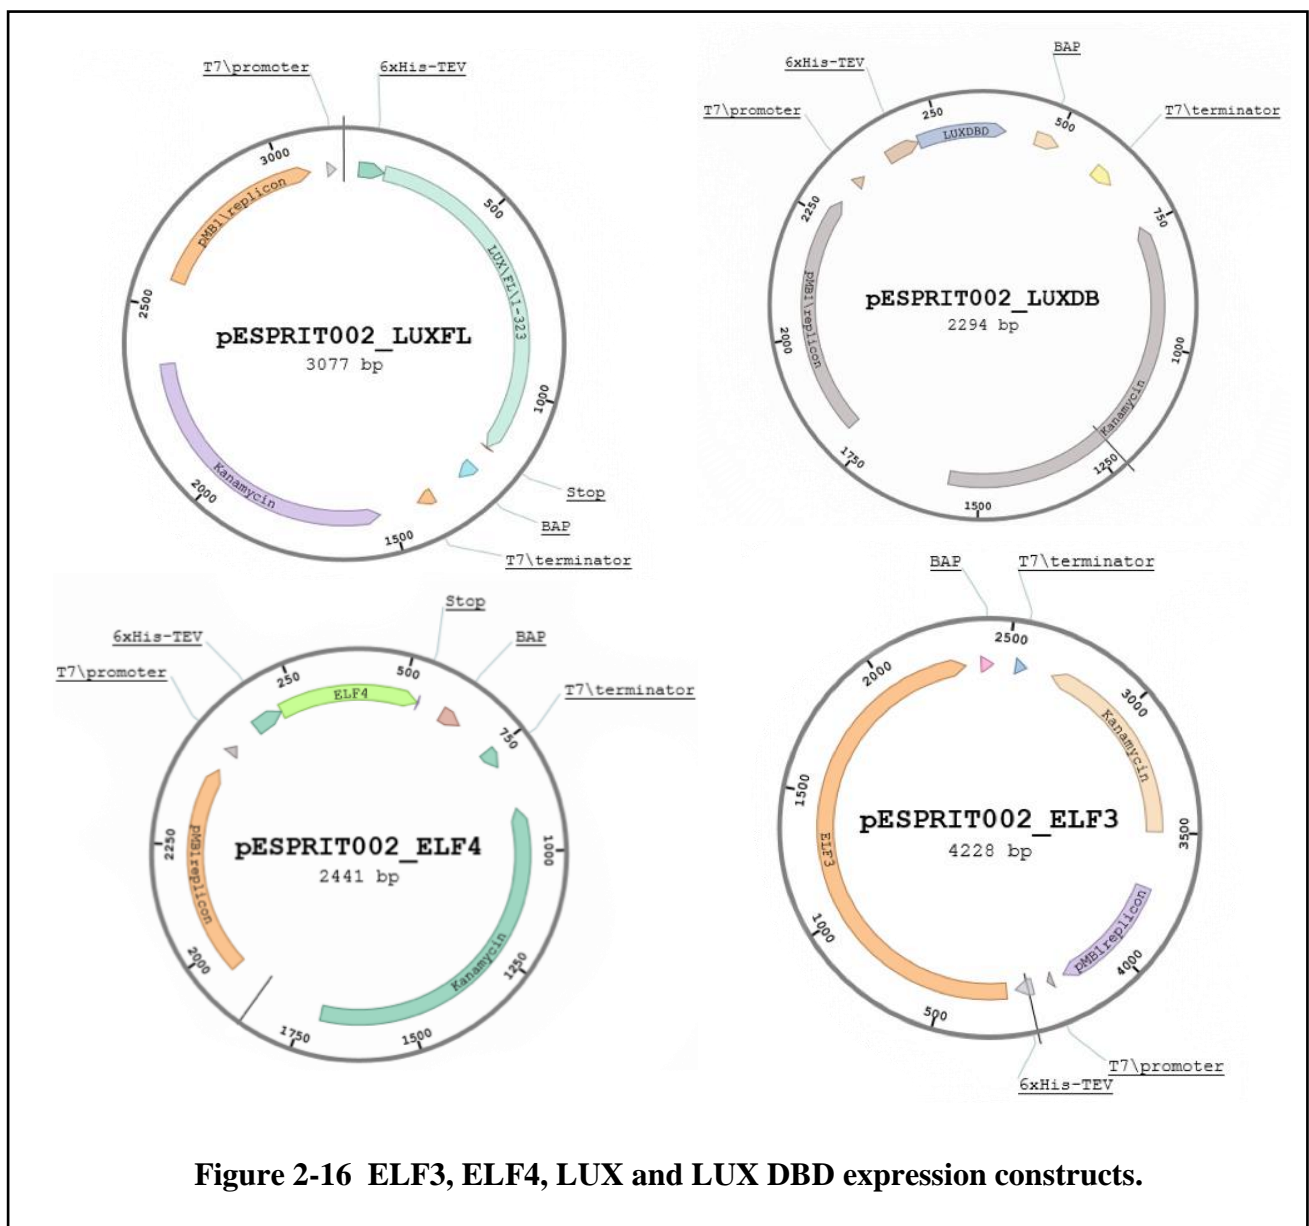 T7\promoter
6xHis-TEV
3000
500
pMB1\replicon
LUX\FL\1-323
2500
pESPRIT002_LUXFL
3077 bp
1000
Kanamycin
2000
1500
Stop
BAP
T7\terminator
BAP
6xHis-TEV
T7\promoter
T7\terminator
250
LUXDBD
500
2250
750
pMB1\replicon
pESPRIT002_LUXDB
2294 bp
2000
1000
Kanamycin
1750
1250
1500
Stop
6xHis-TEV
BAP
T7\promoter
T7\terminator
250
500
ELF4
750
2250
pMB1replicon
pESPRIT002_ELF4
2441 bp
1000
2000
Kanamycin
1250
1750
1500
BAP
T7\terminator
2500
2000
3000
Kanamycin
1500
pESPRIT002_ELF3
4228 bp
ELF3
3500
1000
pMB1replicon
4000
500
T7\promoter
6xHis-TEV
Figure 2-16 ELF3, ELF4, LUX and LUX DBD expression constructs.